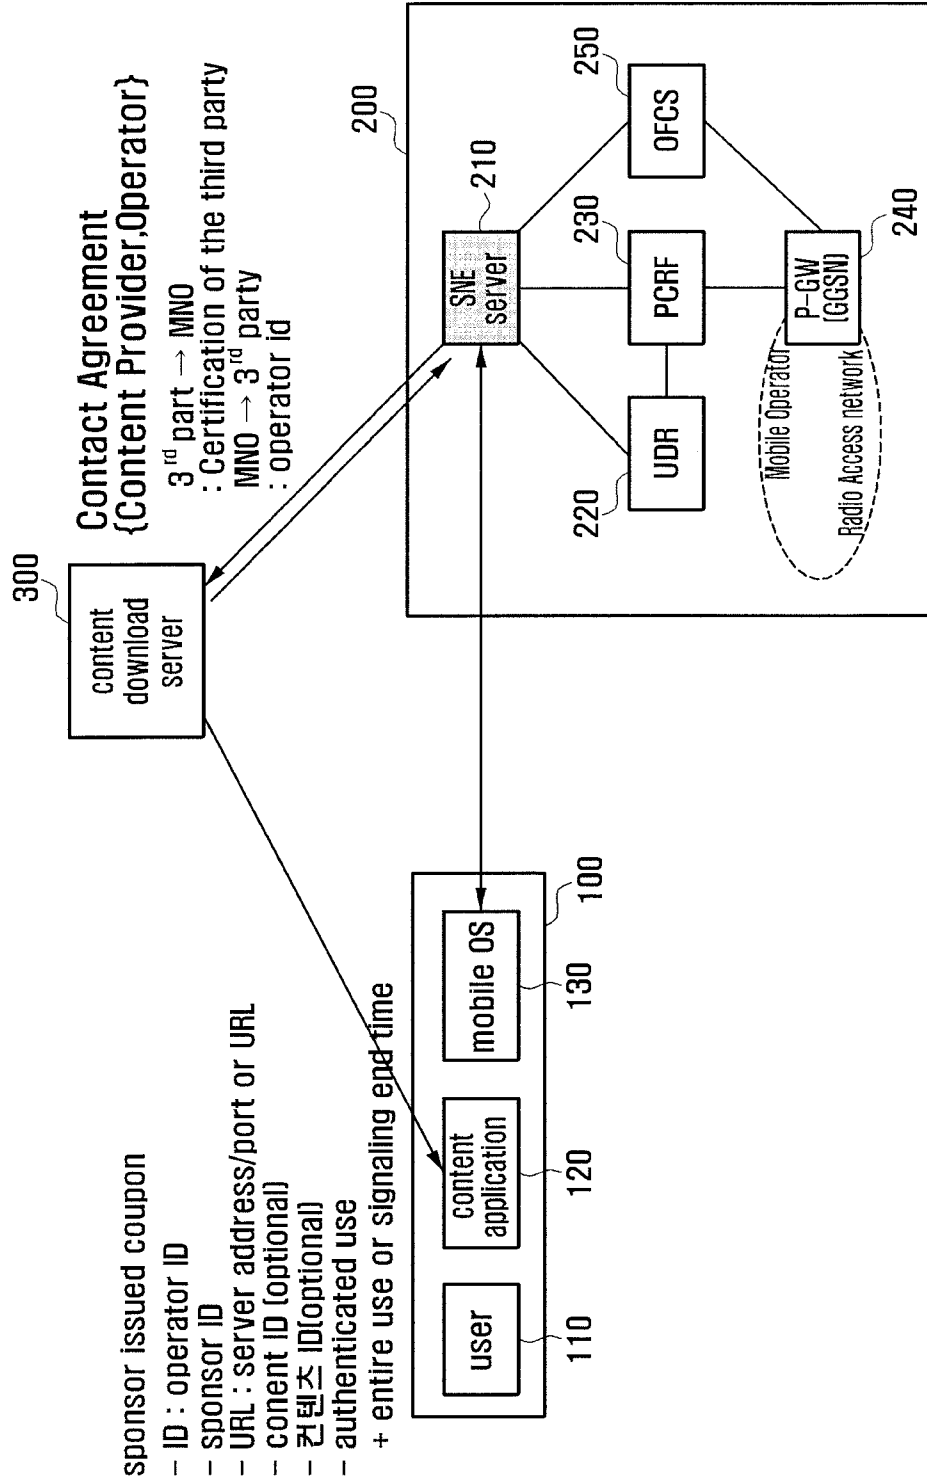 sponsor issued coupon
– ID : operator ID
– sponsor ID
– URL : server address/port or URL
– conent ID (optional)
– 컨텐츠 ID(optional)
– authenticated use
+ entire use or signaling end time
300
content
download
server
Contact Agreement
{Content Provider,Operator}
3 rd part → MNO
: Certification of the third party
MNO → 3 rd party
: operator id
user
110
content
application
120
mobile OS
130
100
200
SNE
server
210
220
UDR
230
PCRF
250
OFCS
Mobile Operator
Radio Access network
P-GW
(GGSN)
240